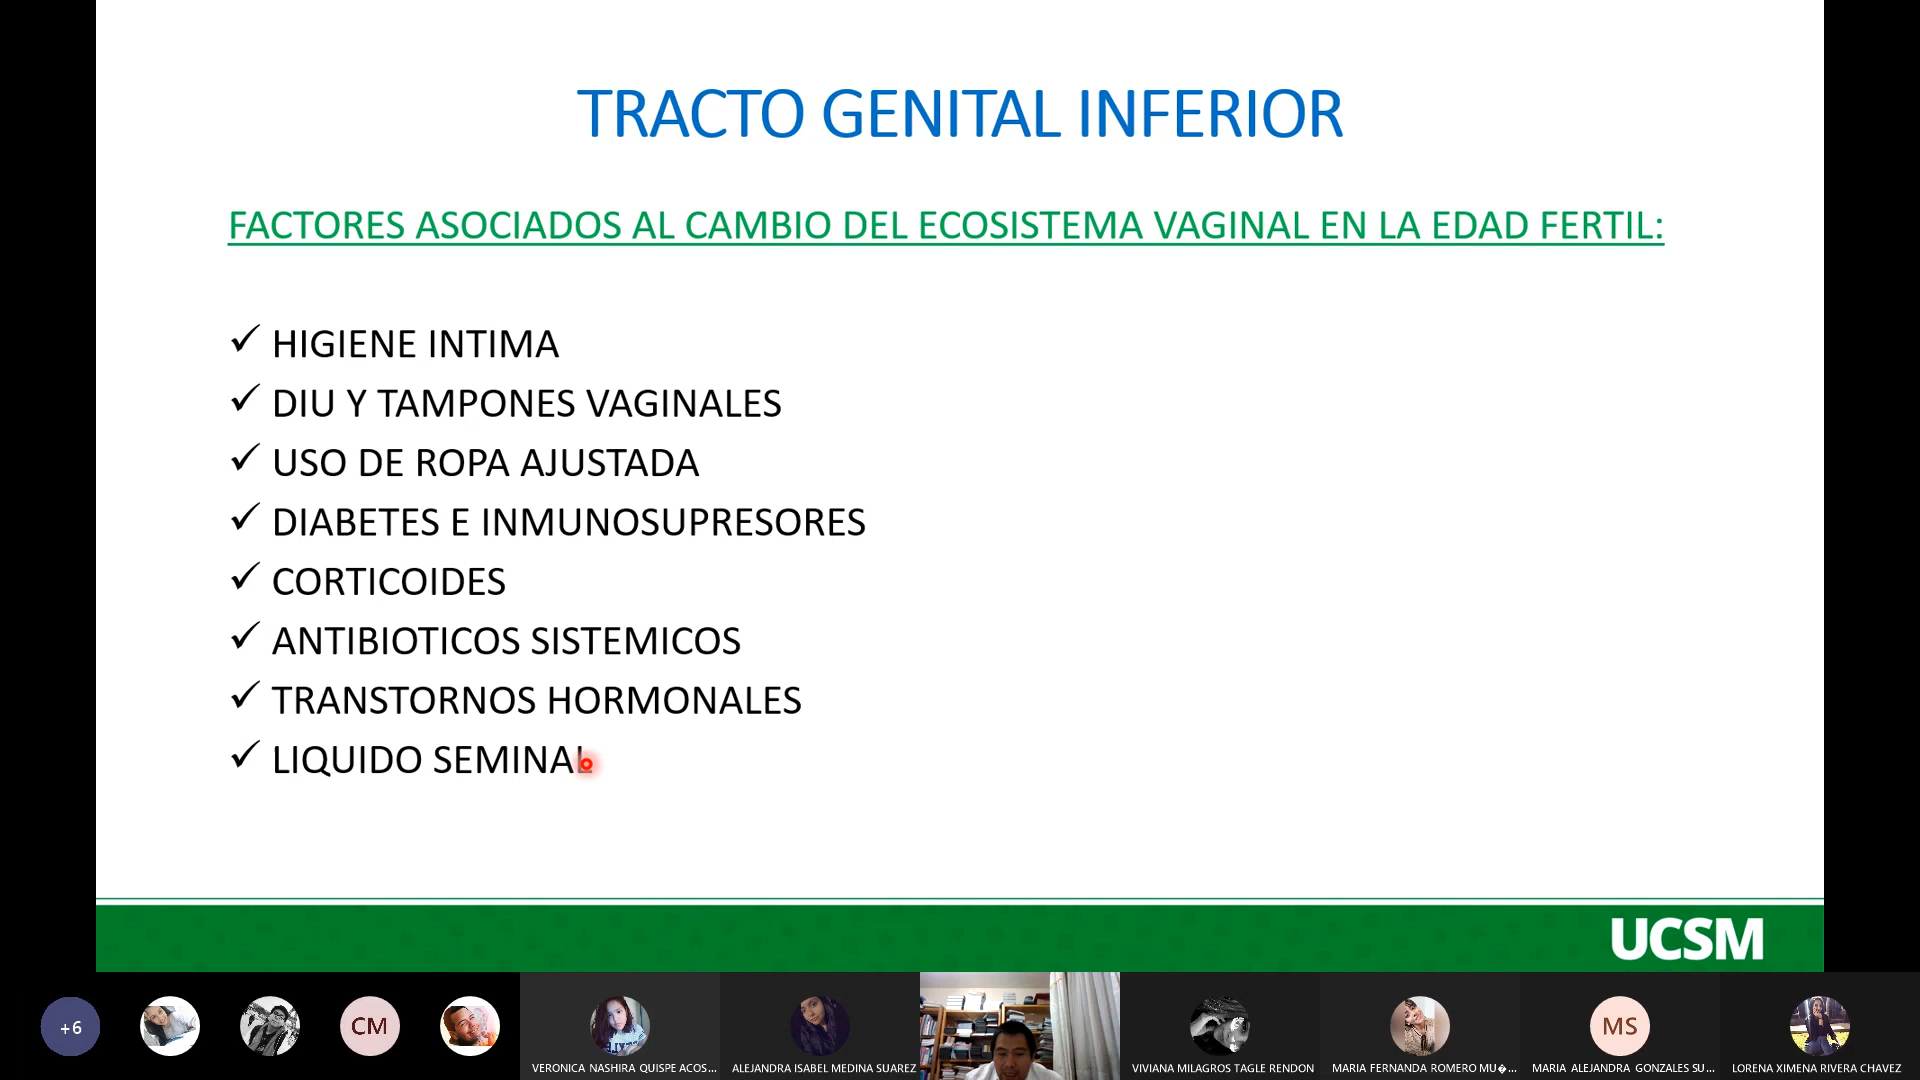 TRACTO GENITAL INFERIOR
FACTORES ASOCIADOS AL CAMBIO DEL ECOSISTEMA VAGINAL EN LA EDAD FERTIL:
HIGIENE INTIMA
DIU Y TAMPONES VAGINALES
USO DE ROPA AJUSTADA
DIABETES E INMUNOSUPRESORES
CORTICOIDES
ANTIBIOTICOS SISTEMICOS
TRANSTORNOS HORMONALES
LIQUIDO SEMINAL
UCSM
+6
CM
MS
VERONICA NASHIRA QUISPE ACOS...
ALEJANDRA ISABEL MEDINA SUAREZ
VIVIANA MILAGROS TAGLE RENDON
MARIA FERNANDA ROMERO MU�...
MARIA ALEJANDRA GONZALES SU...
LORENA XIMENA RIVERA CHAVEZ